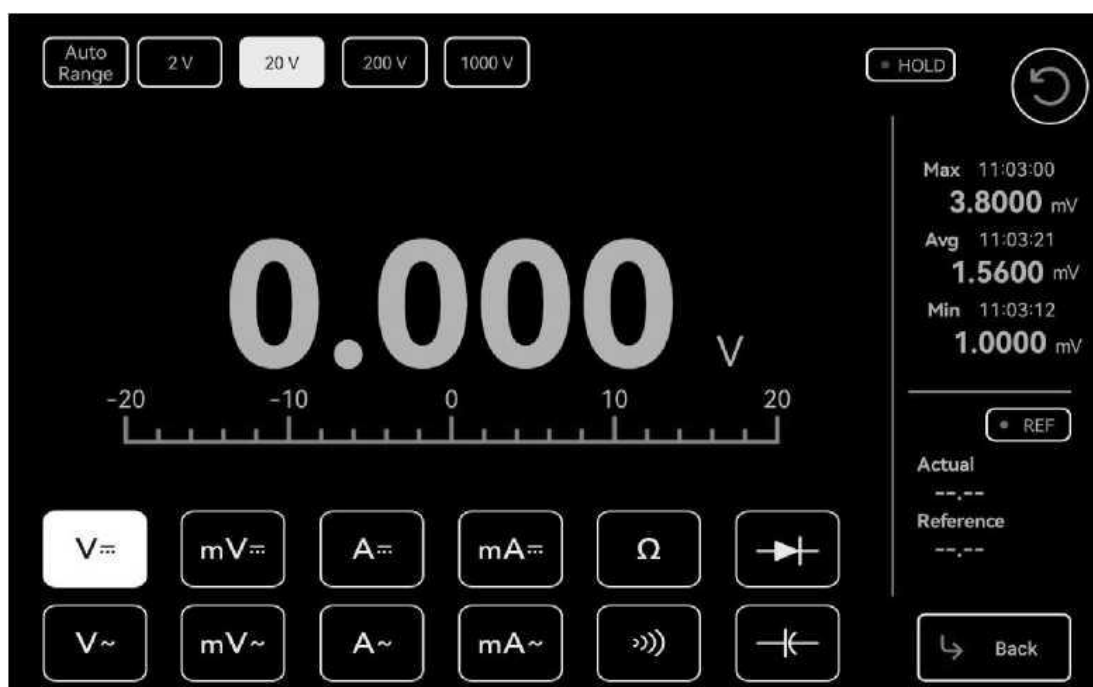 Auto Range
2 V
20 V
200 V
1000 V
HOLD
Max 11:03:00
3.8000 mV
Avg 11:03:21
1.5600 mV
Min 11:03:12
1.0000 mV
0.000 V
-20 -10 0 10 20
REF
Actual
--.--
Reference
--.--
V⎓ mV⎓ A⎓ mA⎓ Ω
V~ mV~ A~ mA~
Back